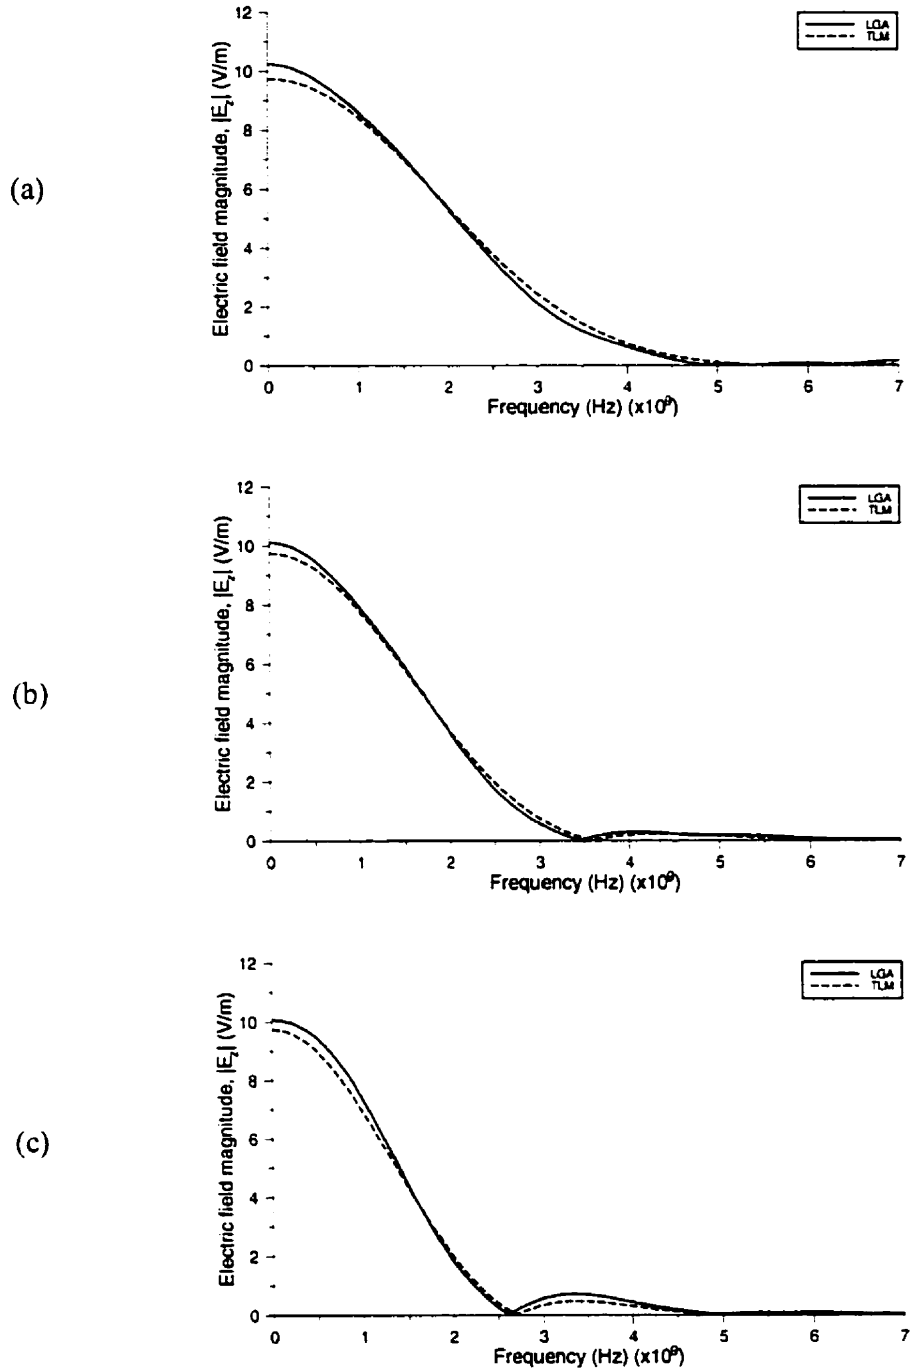 (a)
Electric field magnitude, |E_z| (V/m)
12
10
8
6
4
2
0
LGA
TLM
0 1 2 3 4 5 6 7
Frequency (Hz) (x10⁹)
(b)
Electric field magnitude, |E_z| (V/m)
12
10
8
6
4
2
0
LGA
TLM
0 1 2 3 4 5 6 7
Frequency (Hz) (x10⁹)
(c)
Electric field magnitude, |E_z| (V/m)
12
10
8
6
4
2
0
LGA
TLM
0 1 2 3 4 5 6 7
Frequency (Hz) (x10⁹)